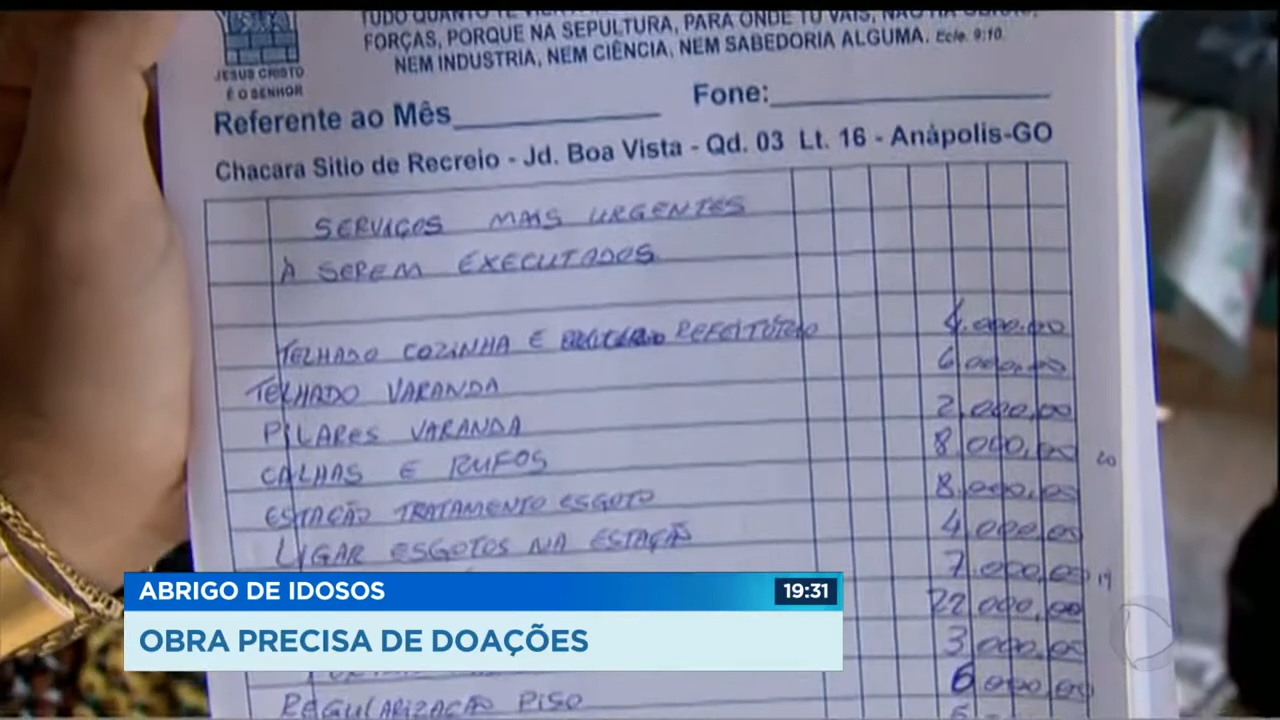 FORÇAS, PORQUE NA SEPULTURA, PARA ONDE TU VAIS, NÃO HÁ
NEM INDUSTRIA, NEM CIÊNCIA, NEM SABEDORIA ALGUMA. Ecle. 9:10.
JESUS CRISTO
É O SENHOR
Referente ao Mês Fone:
Chacara Sitio de Recreio - Jd. Boa Vista - Qd. 03 Lt. 16 - Anápolis-GO
SERVIÇOS MAIS URGENTES
À SEREM EXECUTADOS
TELHADO COZINHA E REFEITÓRIO 4.000,00
TELHADO VARANDA 6.000,00
PILARES VARANDA 2.000,00
CALHAS E RUFOS 8.000,00
ESTAÇÃO TRATAMENTO ESGOTO 8.000,00
LIGAR ESGOTOS NA ESTAÇÃO 4.000,00
7.000,00
22.000,00
3.000,00
REGULARIZAÇÃO PISO 6.000,00
ABRIGO DE IDOSOS 19:31
OBRA PRECISA DE DOAÇÕES